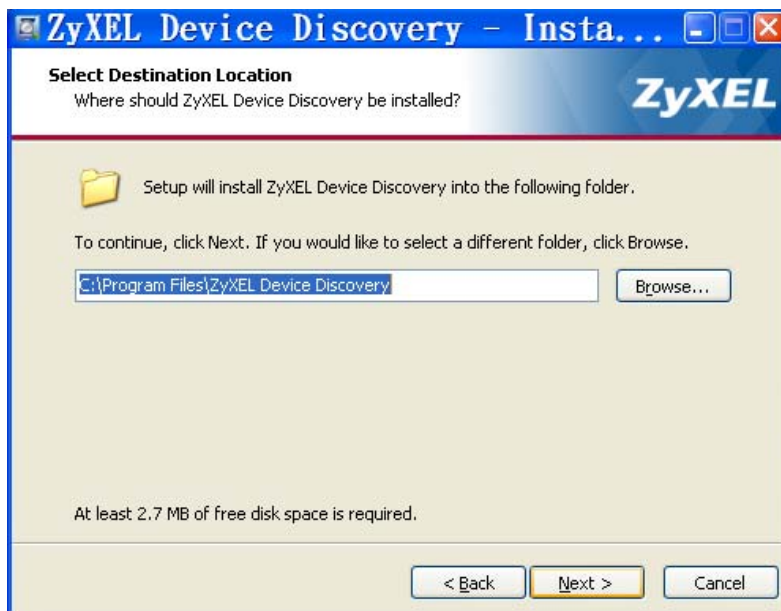 ZyXEL Device Discovery - Insta...
Select Destination Location
Where should ZyXEL Device Discovery be installed?
ZyXEL
Setup will install ZyXEL Device Discovery into the following folder.
To continue, click Next. If you would like to select a different folder, click Browse.
C:\Program Files\ZyXEL Device Discovery
Browse...
At least 2.7 MB of free disk space is required.
< Back
Next >
Cancel